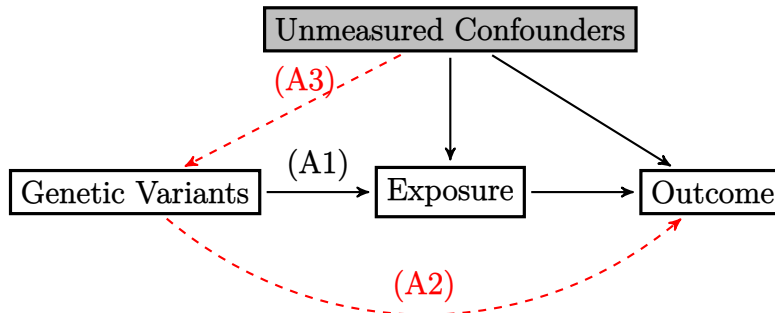 Unmeasured Confounders
(A3)
(A1)
Genetic Variants
Exposure
Outcome
(A2)